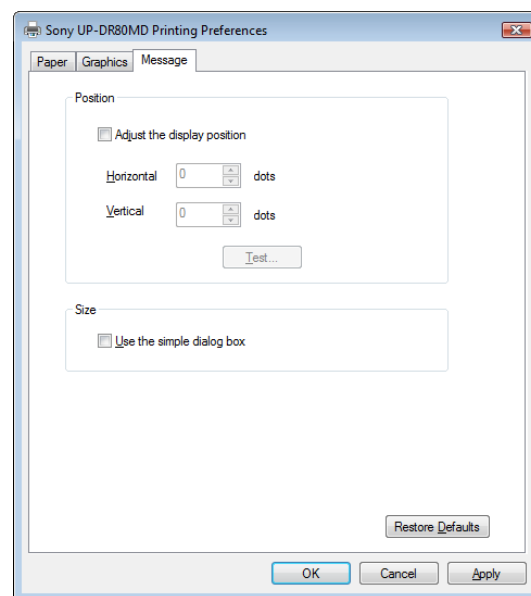 Sony UP-DR80MD Printing Preferences
Paper Graphics Message
Position
Adjust the display position
Horizontal 0 dots
Vertical 0 dots
Test...
Size
Use the simple dialog box
Restore Defaults
OK Cancel Apply